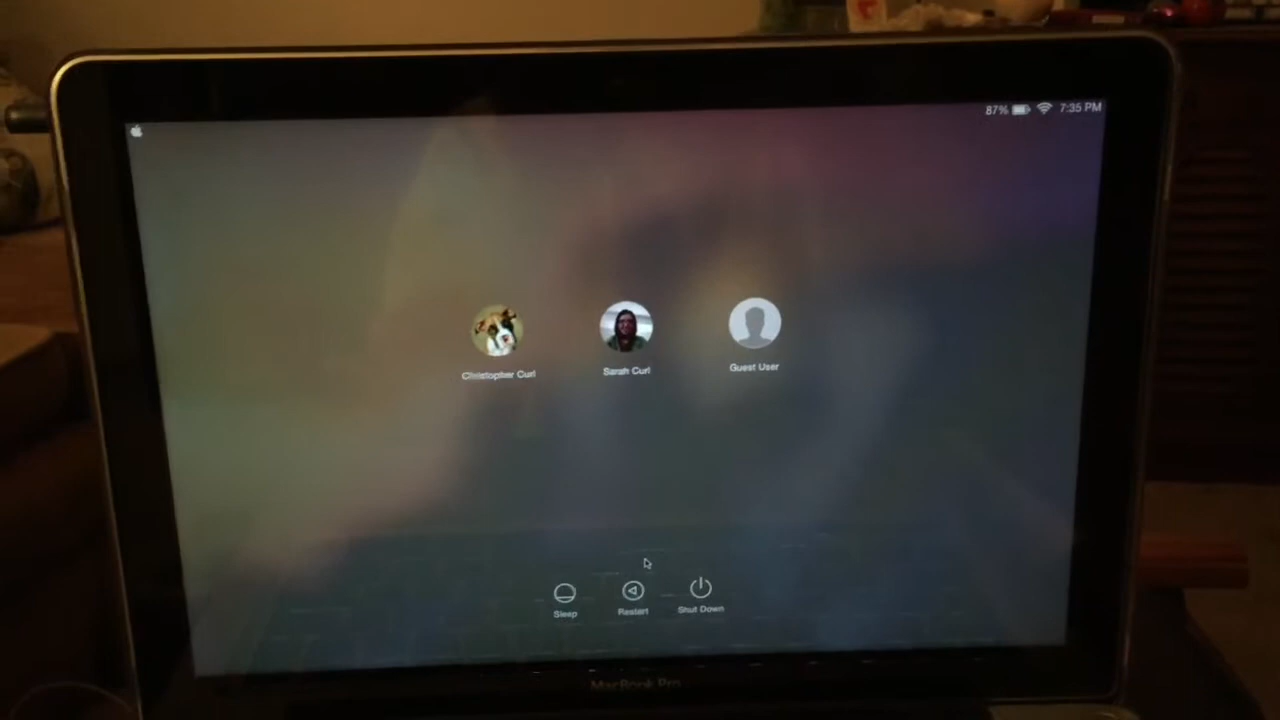 87% 7:35 PM
Christopher Curl
Sarah Curl
Guest User
Sleep
Restart
Shut Down
MacBook Pro